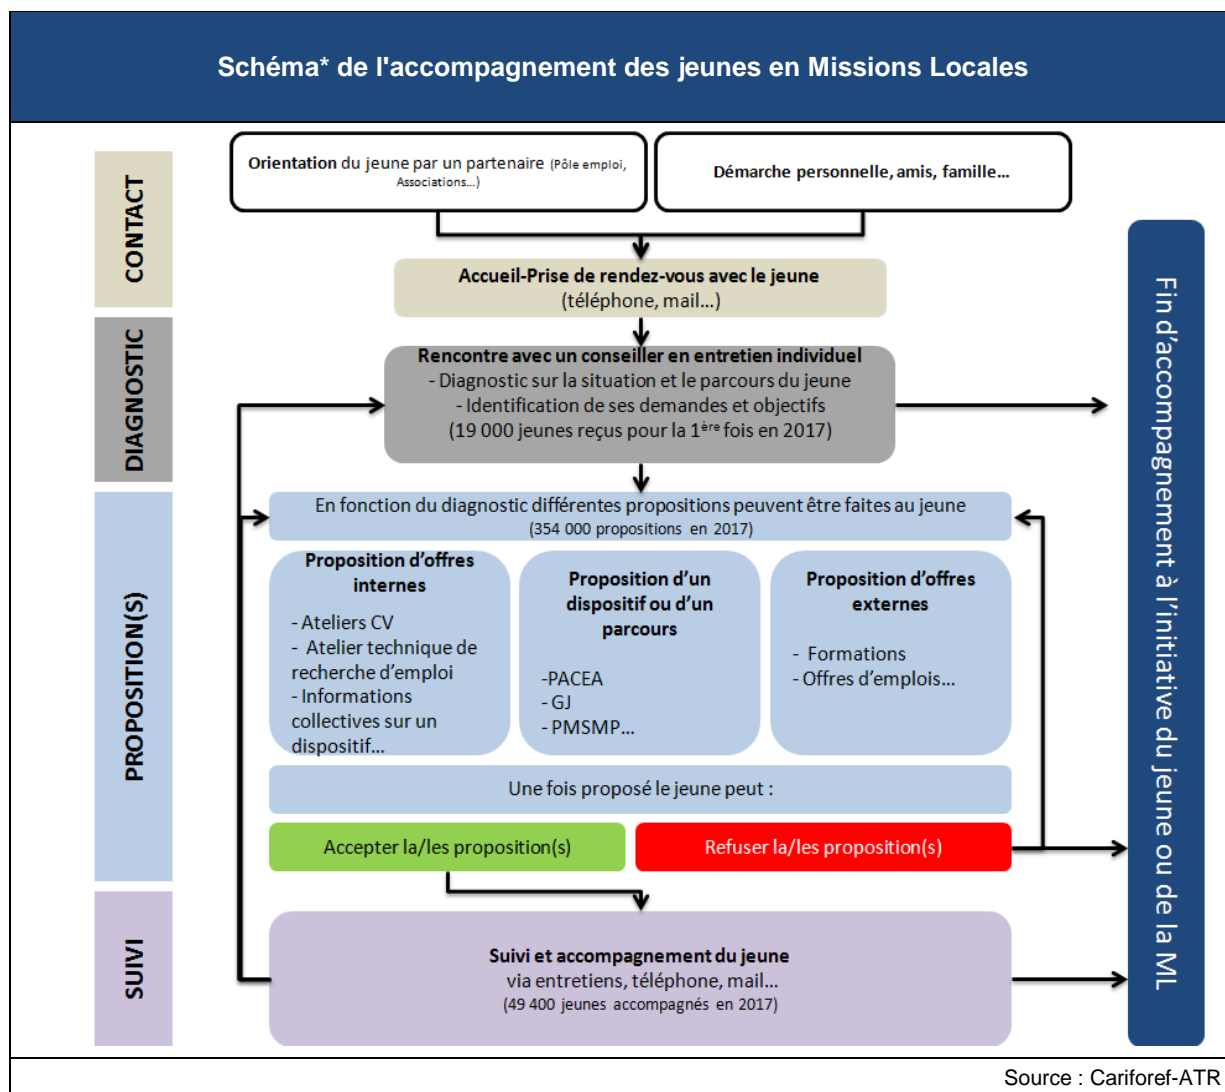 Schéma* de l'accompagnement des jeunes en Missions Locales
CONTACT
Orientation du jeune par un partenaire (Pôle emploi,
Associations…)
Démarche personnelle, amis, famille…
Accueil-Prise de rendez-vous avec le jeune
(téléphone, mail…)
DIAGNOSTIC
Rencontre avec un conseiller en entretien individuel
- Diagnostic sur la situation et le parcours du jeune
- Identification de ses demandes et objectifs
(19 000 jeunes reçus pour la 1ère fois en 2017)
PROPOSITION(S)
En fonction du diagnostic différentes propositions peuvent être faites au jeune
(354 000 propositions en 2017)
Proposition d'offres
internes
- Ateliers CV
- Atelier technique de
recherche d'emploi
- Informations
collectives sur un
dispositif…
Proposition d'un
dispositif ou d'un
parcours
-PACEA
- GJ
- PMSMP…
Proposition d'offres
externes
- Formations
- Offres d'emplois…
Une fois proposé le jeune peut :
Accepter la/les proposition(s)
Refuser la/les proposition(s)
SUIVI
Suivi et accompagnement du jeune
via entretiens, téléphone, mail…
(49 400 jeunes accompagnés en 2017)
Fin d'accompagnement à l'initiative du jeune ou de la ML
Source : Cariforef-ATR